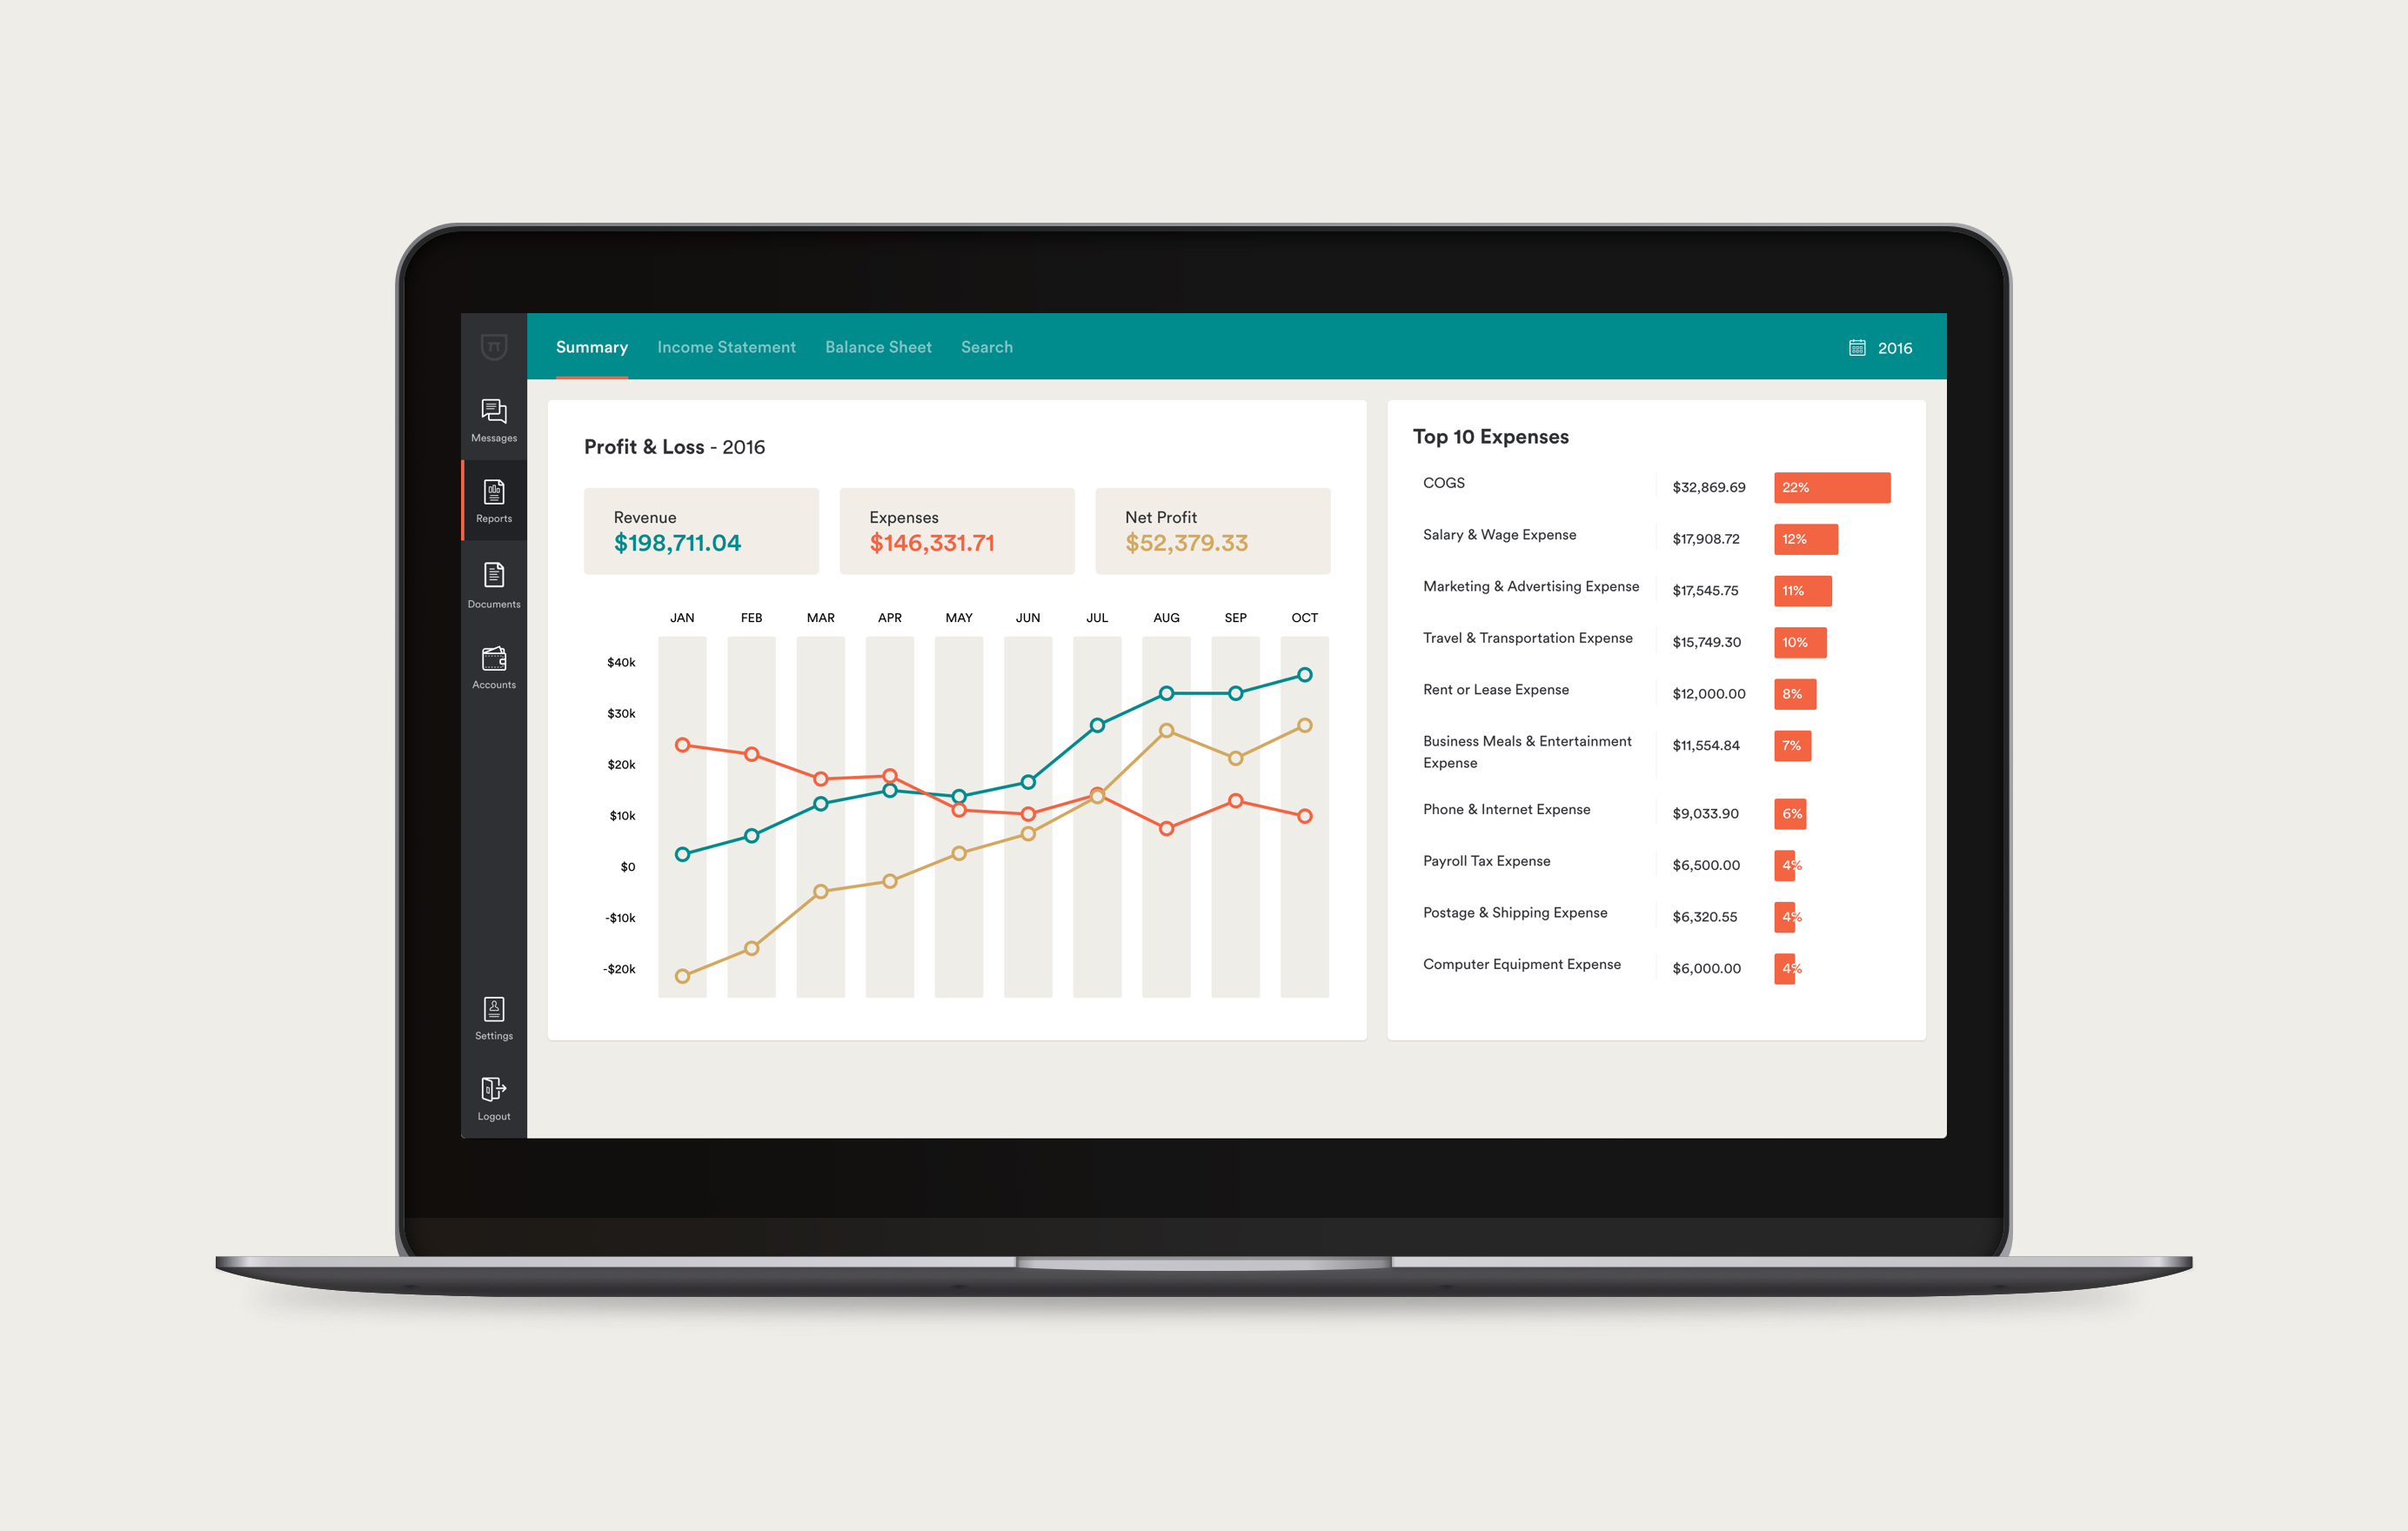 Summary Income Statement Balance Sheet Search 2016
Messages
Reports
Documents
Accounts
Settings
Logout
Profit & Loss - 2016
Revenue
$198,711.04
Expenses
$146,331.71
Net Profit
$52,379.33
JAN FEB MAR APR MAY JUN JUL AUG SEP OCT
$40k
$30k
$20k
$10k
$0
-$10k
-$20k
Top 10 Expenses
COGS $32,869.69 22%
Salary & Wage Expense $17,908.72 12%
Marketing & Advertising Expense $17,545.75 11%
Travel & Transportation Expense $15,749.30 10%
Rent or Lease Expense $12,000.00 8%
Business Meals & Entertainment $11,554.84 7%
Expense
Phone & Internet Expense $9,033.90 6%
Payroll Tax Expense $6,500.00 4%
Postage & Shipping Expense $6,320.55 4%
Computer Equipment Expense $6,000.00 4%